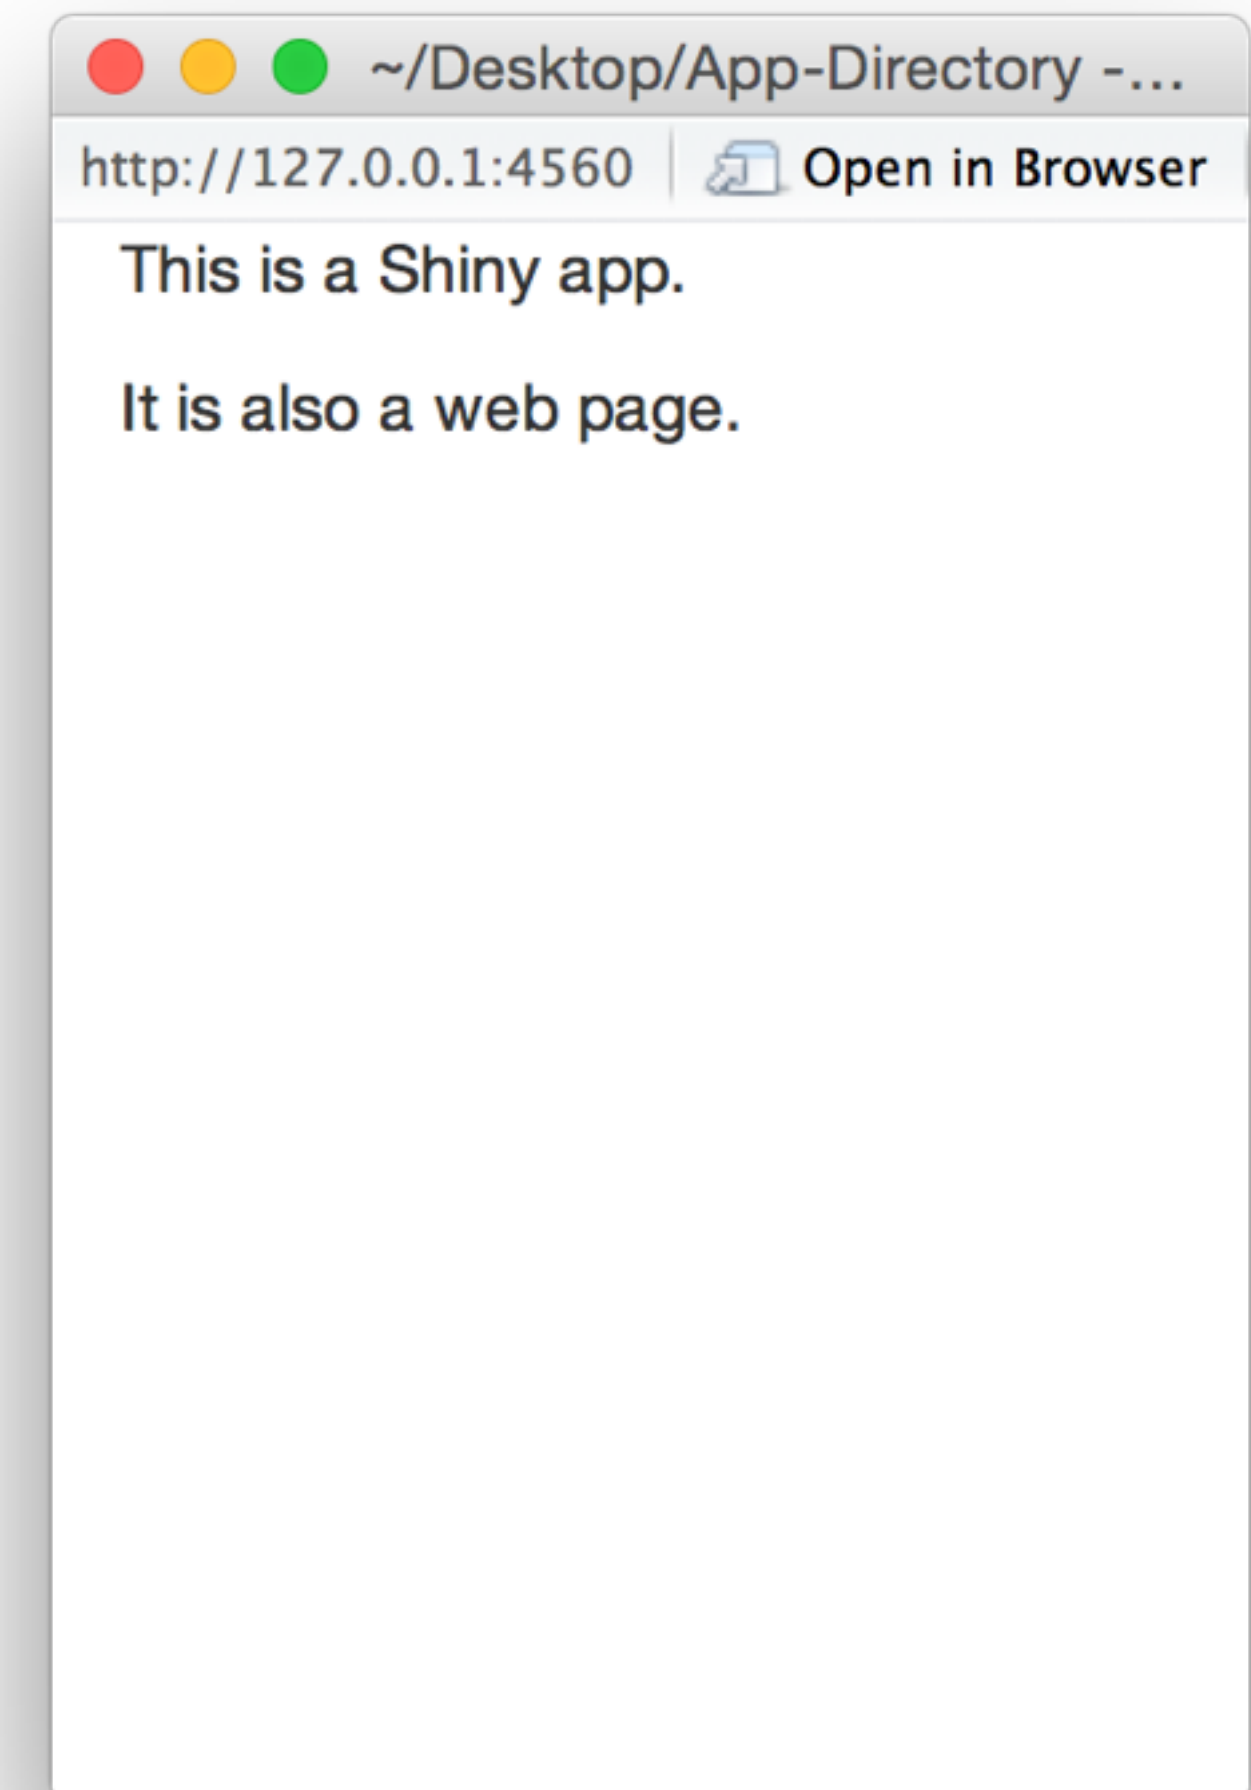 ~/Desktop/App-Directory -...
http://127.0.0.1:4560 Open in Browser
This is a Shiny app.
It is also a web page.